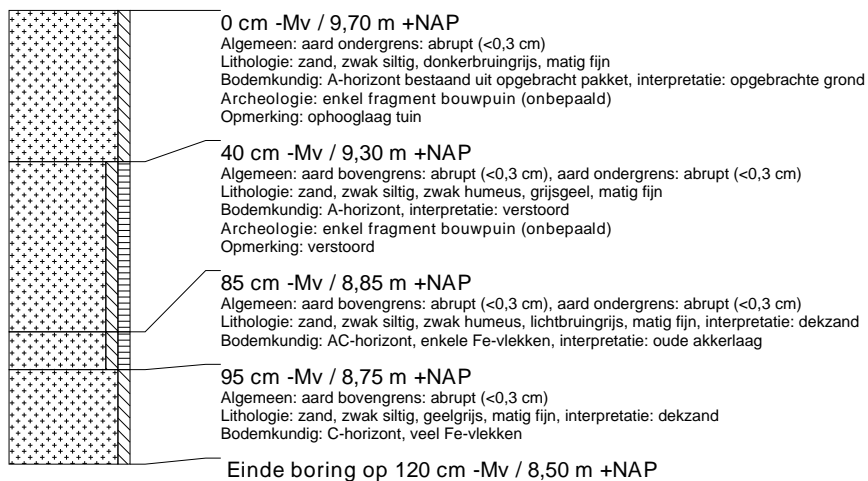 0 cm -Mv / 9,70 m +NAP
Algemeen: aard ondergrens: abrupt (<0,3 cm)
Lithologie: zand, zwak siltig, donkerbruingrijs, matig fijn
Bodemkundig: A-horizont bestaand uit opgebracht pakket, interpretatie: opgebrachte grond
Archeologie: enkel fragment bouwpuin (onbepaald)
Opmerking: ophooglaag tuin
40 cm -Mv / 9,30 m +NAP
Algemeen: aard bovengrens: abrupt (<0,3 cm), aard ondergrens: abrupt (<0,3 cm)
Lithologie: zand, zwak siltig, zwak humeus, grijsgeel, matig fijn
Bodemkundig: A-horizont, interpretatie: verstoord
Archeologie: enkel fragment bouwpuin (onbepaald)
Opmerking: verstoord
85 cm -Mv / 8,85 m +NAP
Algemeen: aard bovengrens: abrupt (<0,3 cm), aard ondergrens: abrupt (<0,3 cm)
Lithologie: zand, zwak siltig, zwak humeus, lichtbruingrijs, matig fijn, interpretatie: dekzand
Bodemkundig: AC-horizont, enkele Fe-vlekken, interpretatie: oude akkerlaag
95 cm -Mv / 8,75 m +NAP
Algemeen: aard bovengrens: abrupt (<0,3 cm)
Lithologie: zand, zwak siltig, geelgrijs, matig fijn, interpretatie: dekzand
Bodemkundig: C-horizont, veel Fe-vlekken
Einde boring op 120 cm -Mv / 8,50 m +NAP